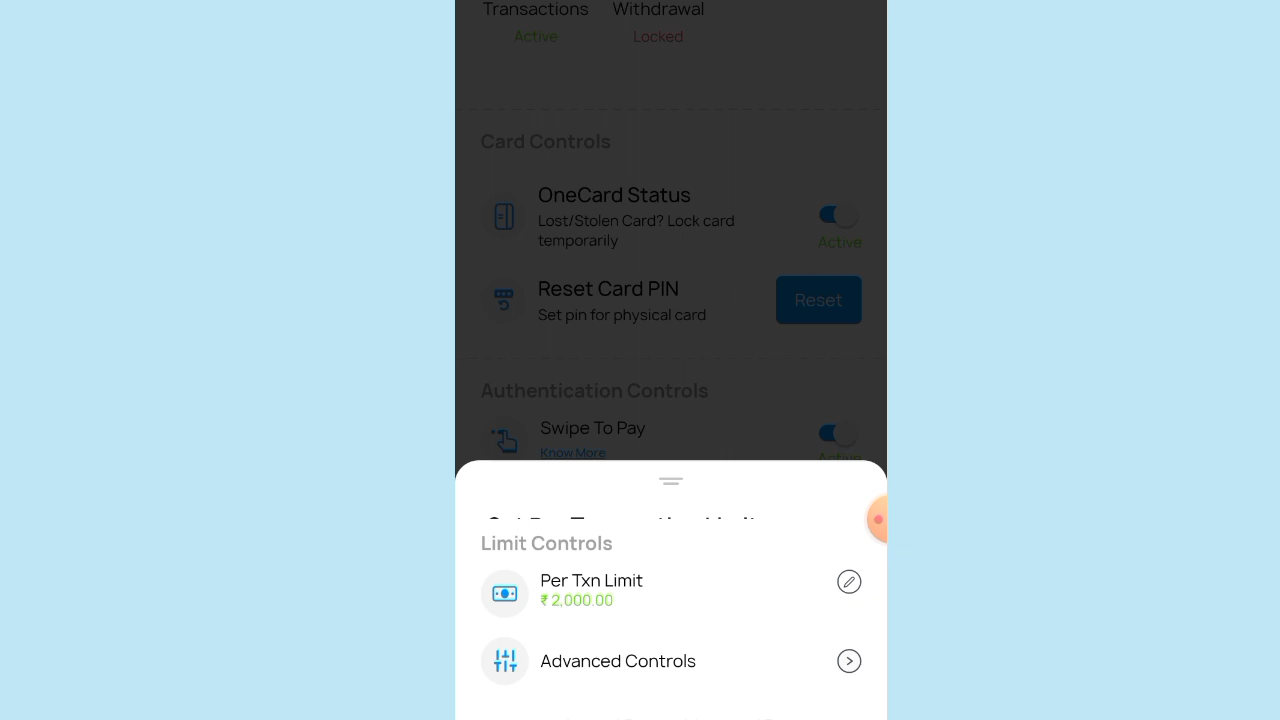 Transactions Withdrawal
Active Locked
Card Controls
OneCard Status
Lost/Stolen Card? Lock card
temporarily
Active
Reset Card PIN
Reset
Set pin for physical card
Authentication Controls
Swipe To Pay
Know More
Active
Limit Controls
Per Txn Limit
₹ 2,000.00
Advanced Controls